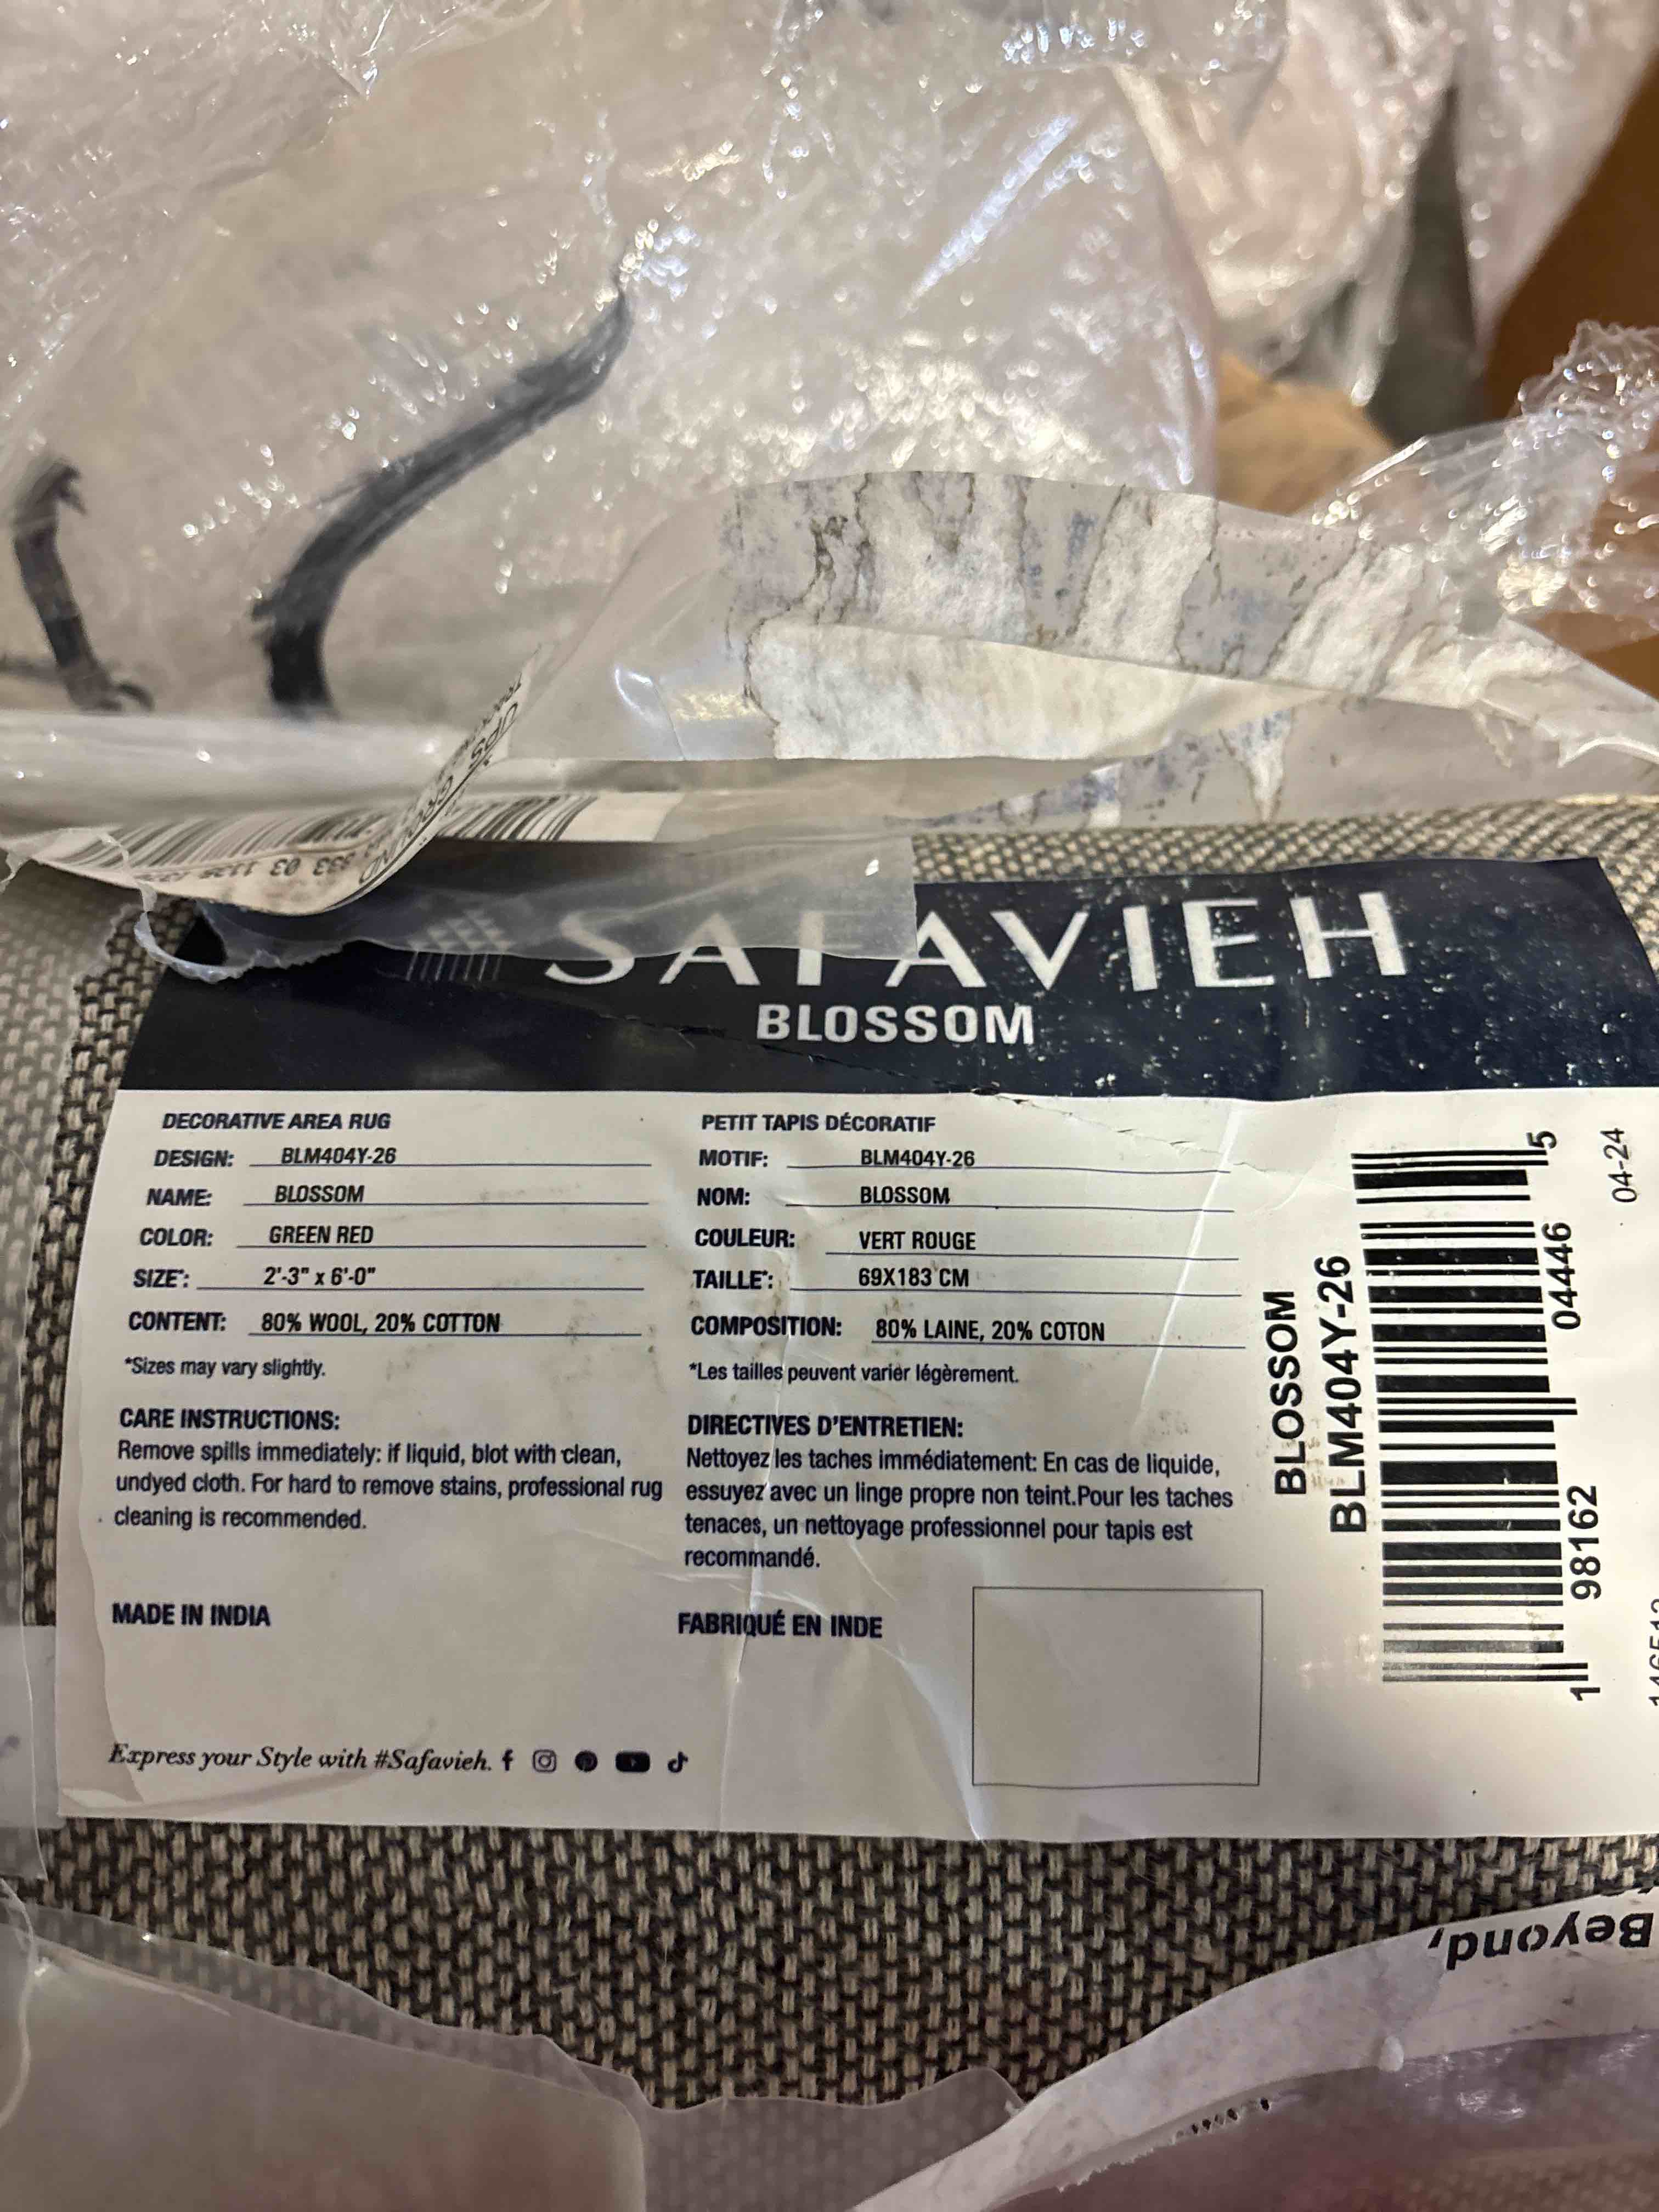 UPS GROUND
SAFAVIEH
BLOSSOM
DECORATIVE AREA RUG
DESIGN: BLM404Y-26
NAME: BLOSSOM
COLOR: GREEN RED
SIZE*: 2'-3" x 6'-0"
CONTENT: 80% WOOL, 20% COTTON
*Sizes may vary slightly.
CARE INSTRUCTIONS:
Remove spills immediately: if liquid, blot with clean,
undyed cloth. For hard to remove stains, professional rug
cleaning is recommended.
MADE IN INDIA
Express your Style with #Safavieh.
PETIT TAPIS DÉCORATIF
MOTIF: BLM404Y-26
NOM: BLOSSOM
COULEUR: VERT ROUGE
TAILLE*: 69X183 CM
COMPOSITION: 80% LAINE, 20% COTON
*Les tailles peuvent varier légèrement.
DIRECTIVES D'ENTRETIEN:
Nettoyez les taches immédiatement: En cas de liquide,
essuyez avec un linge propre non teint.Pour les taches
tenaces, un nettoyage professionnel pour tapis est
recommandé.
FABRIQUÉ EN INDE
BLOSSOM
BLM404Y-26
1 98162 04446 5
04-24
Beyond,